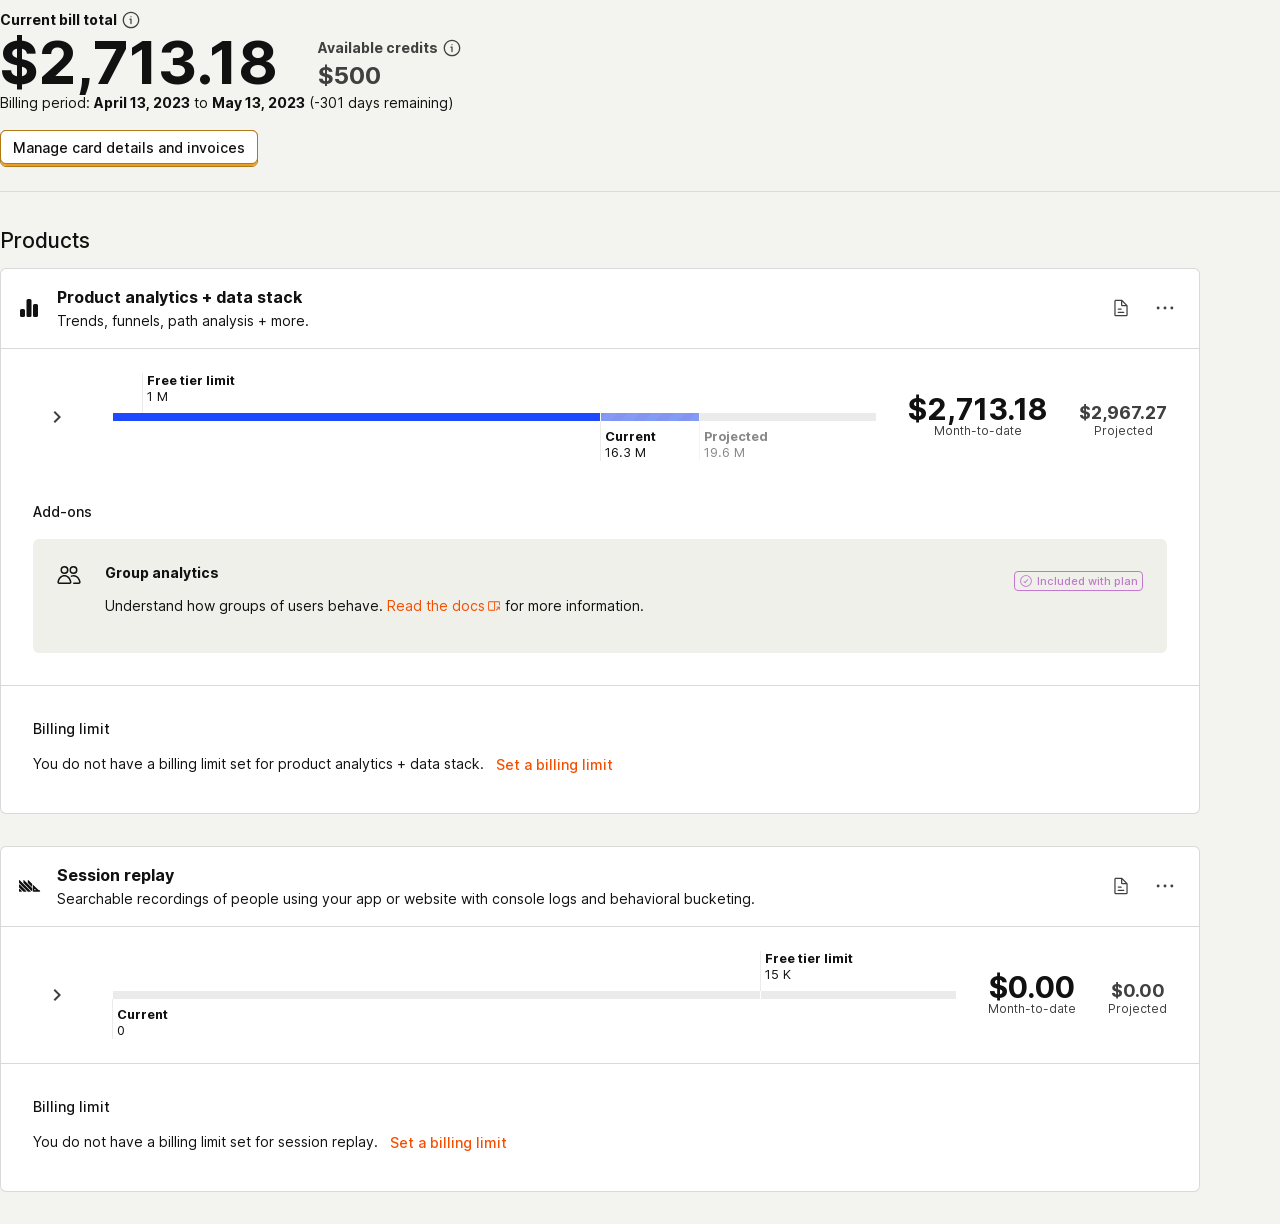 Current bill total
$2,713.18
Available credits
$500
Billing period: April 13, 2023 to May 13, 2023 (-301 days remaining)
Manage card details and invoices
Products
Product analytics + data stack
Trends, funnels, path analysis + more.
Free tier limit
1 M
Current
16.3 M
Projected
19.6 M
$2,713.18
Month-to-date
$2,967.27
Projected
Add-ons
Group analytics
Included with plan
Understand how groups of users behave. Read the docs for more information.
Billing limit
You do not have a billing limit set for product analytics + data stack. Set a billing limit
Session replay
Searchable recordings of people using your app or website with console logs and behavioral bucketing.
Free tier limit
15 K
Current
0
$0.00
Month-to-date
$0.00
Projected
Billing limit
You do not have a billing limit set for session replay. Set a billing limit